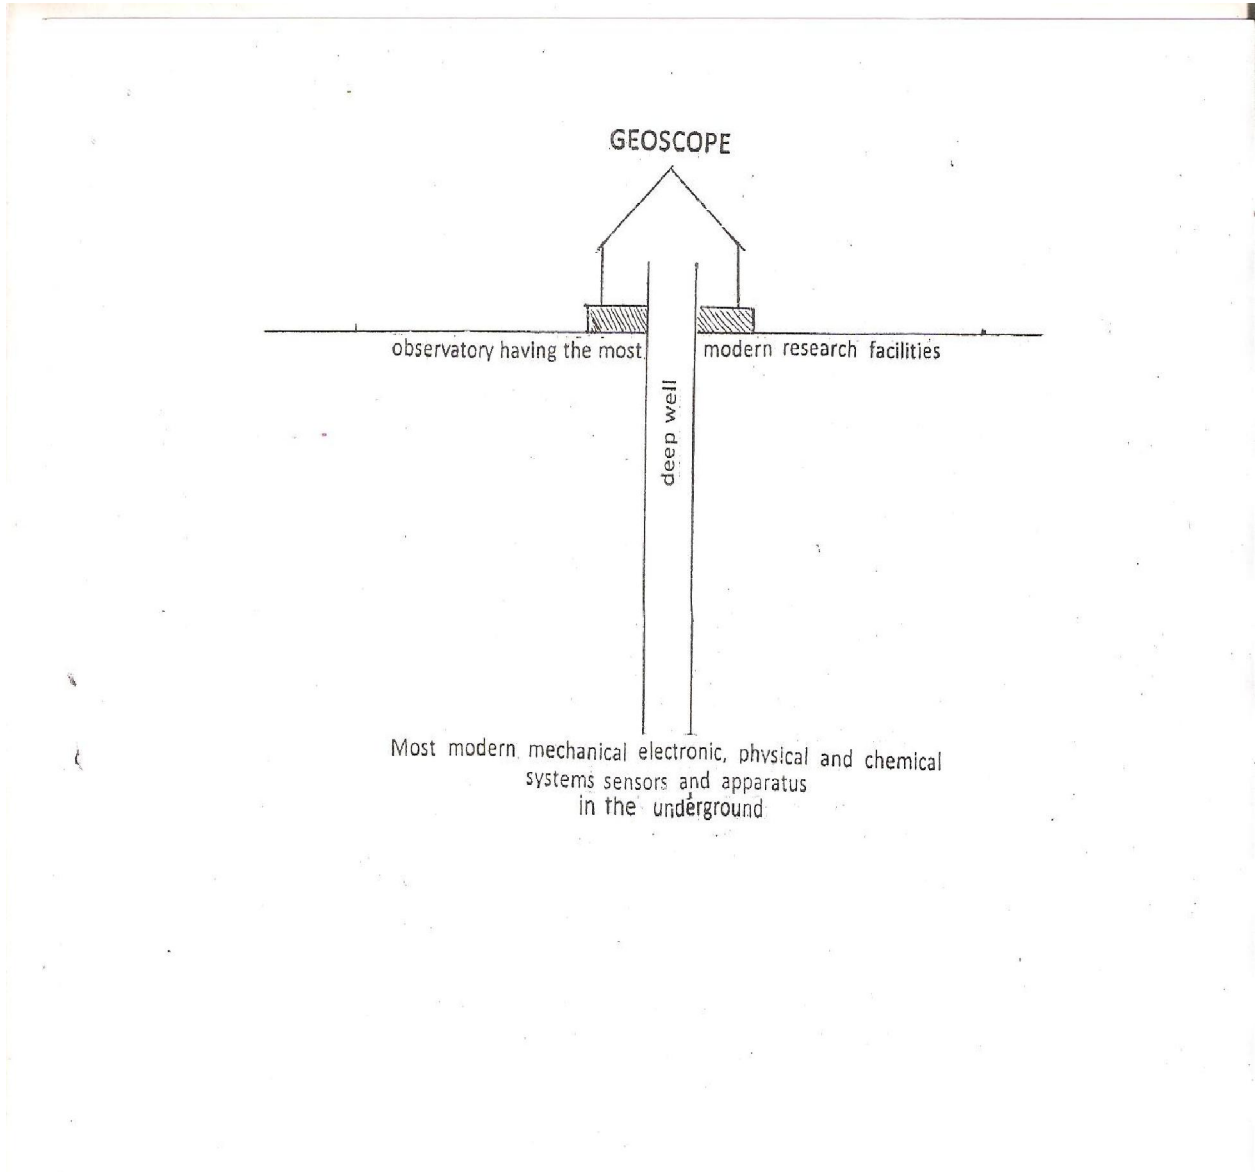 GEOSCOPE
observatory having the most modern research facilities
deep well
Most modern mechanical electronic, physical and chemical
systems sensors and apparatus
in the underground